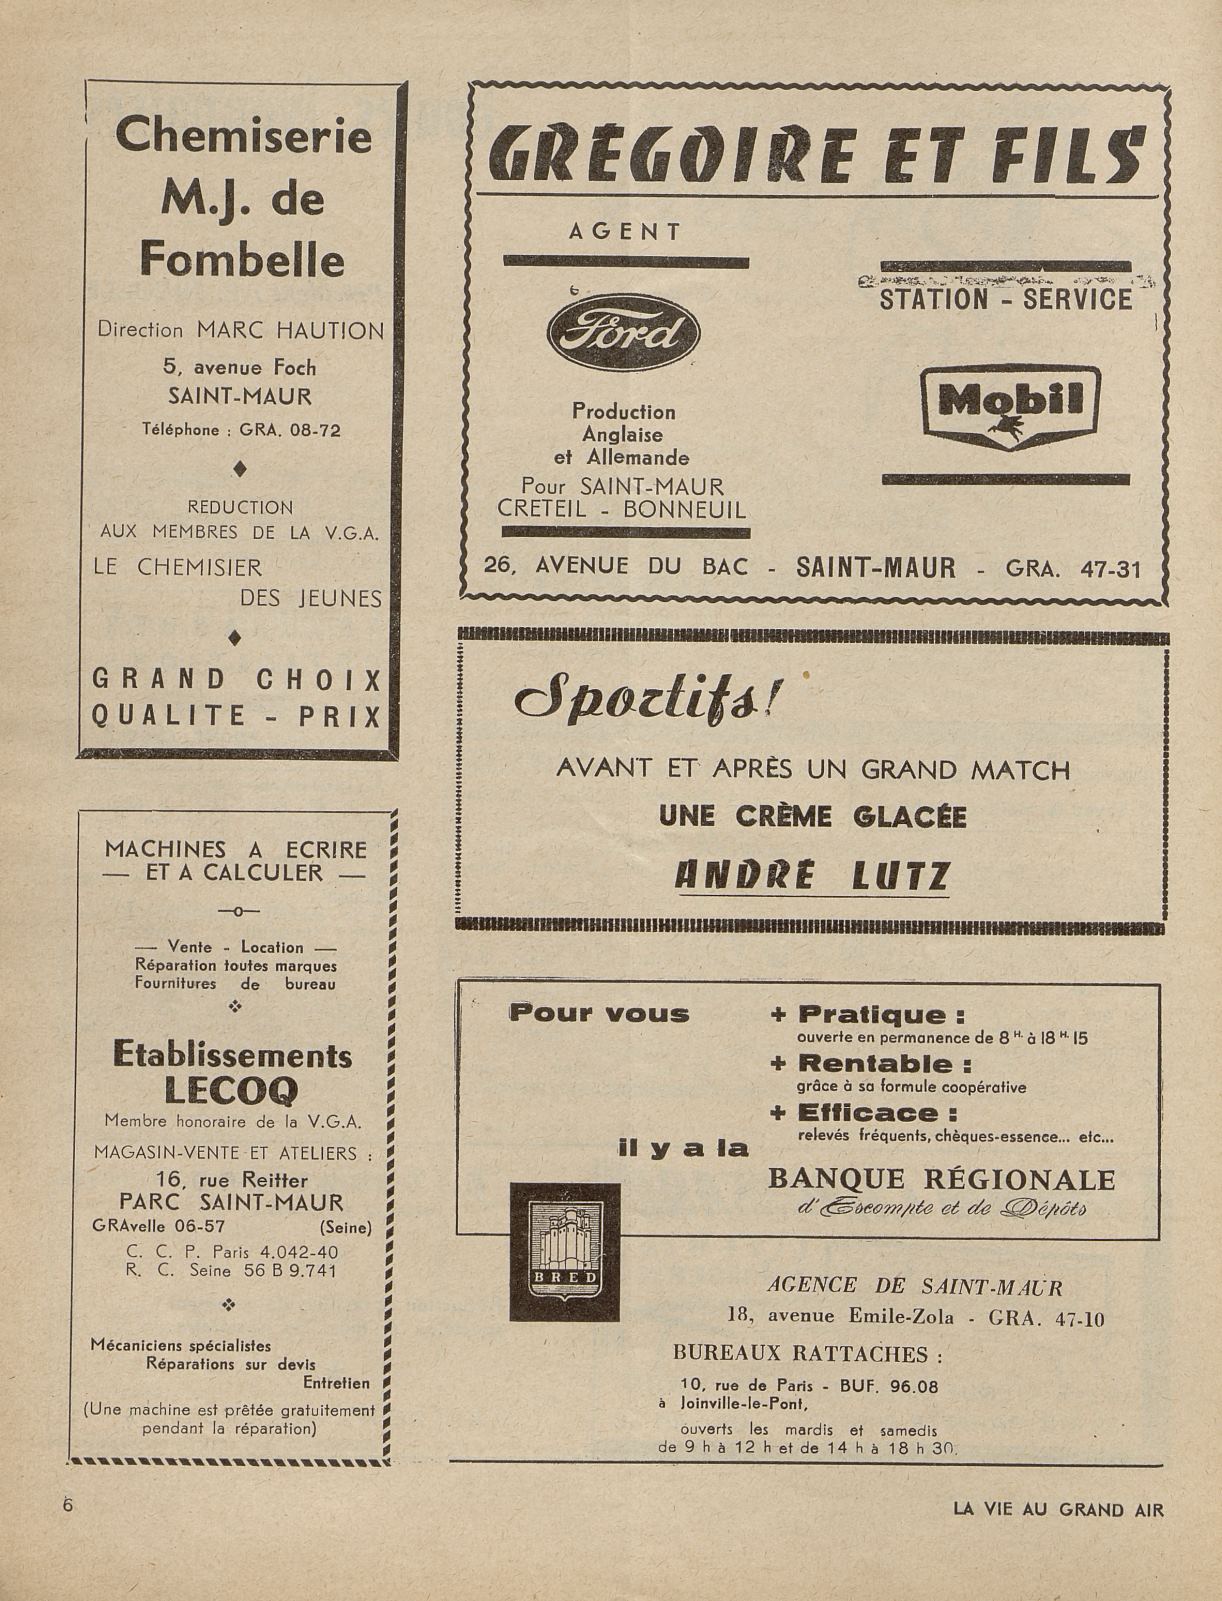 Chemiserie
M.J. de
Fombelle
Direction MARC HAUTION
5, avenue Foch
SAINT-MAUR
Téléphone : GRA. 08-72
REDUCTION
AUX MEMBRES DE LA V.G.A.
LE CHEMISIER
DES JEUNES
GRAND CHOIX
QUALITE - PRIX
MACHINES A ECRIRE
— ET A CALCULER —
—o—
— Vente - Location —
Réparation toutes marques
Fournitures de bureau
Etablissements
LECOQ
Membre honoraire de la V.G.A.
MAGASIN-VENTE ET ATELIERS :
16, rue Reitter
PARC SAINT-MAUR
GRAvelle 06-57 (Seine)
C. C. P. Paris 4.042-40
R. C. Seine 56 B 9.741
Mécaniciens spécialistes
Réparations sur devis
Entretien
(Une machine est prêtée gratuitement
pendant la réparation)
GRÉGOIRE ET FILS
AGENT
Ford
Production
Anglaise
et Allemande
Pour SAINT-MAUR
CRETEIL - BONNEUIL
STATION - SERVICE
Mobil
26, AVENUE DU BAC - SAINT-MAUR - GRA. 47-31
Sportifs!
AVANT ET APRÈS UN GRAND MATCH
UNE CRÈME GLACÉE
ANDRÉ LUTZ
Pour vous
+ Pratique :
ouverte en permanence de 8 H. à 18 H. 15
+ Rentable :
grâce à sa formule coopérative
+ Efficace :
relevés fréquents, chèques-essence... etc...
il y a la
BANQUE RÉGIONALE
d'Escompte et de Dépôts
BRED
AGENCE DE SAINT-MAUR
18, avenue Emile-Zola - GRA. 47-10
BUREAUX RATTACHES :
10, rue de Paris - BUF. 96.08
à Joinville-le-Pont,
ouverts les mardis et samedis
de 9 h à 12 h et de 14 h à 18 h 30.
6
LA VIE AU GRAND AIR